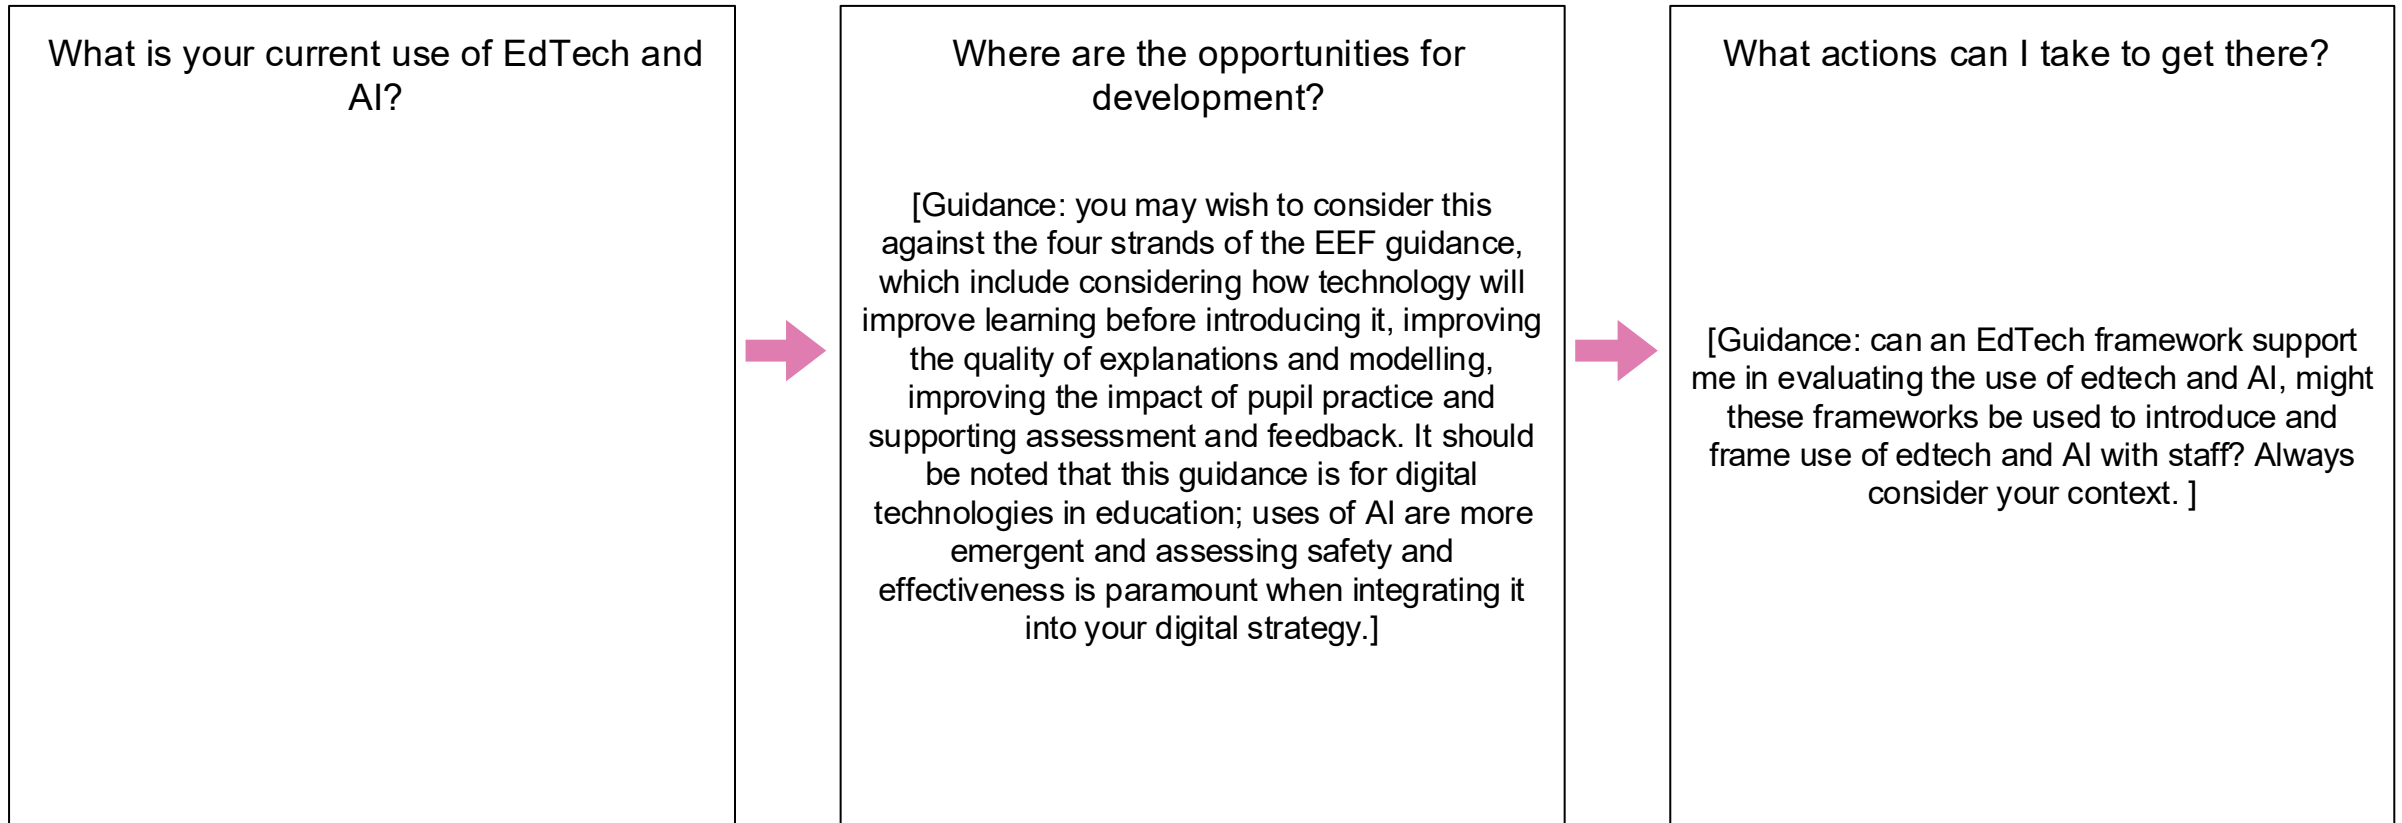 What is your current use of EdTech and
AI?
Where are the opportunities for
development?
[Guidance: you may wish to consider this
against the four strands of the EEF guidance,
which include considering how technology will
improve learning before introducing it, improving
the quality of explanations and modelling,
improving the impact of pupil practice and
supporting assessment and feedback. It should
be noted that this guidance is for digital
technologies in education; uses of AI are more
emergent and assessing safety and
effectiveness is paramount when integrating it
into your digital strategy.]
What actions can I take to get there?
[Guidance: can an EdTech framework support
me in evaluating the use of edtech and AI, might
these frameworks be used to introduce and
frame use of edtech and AI with staff? Always
consider your context. ]